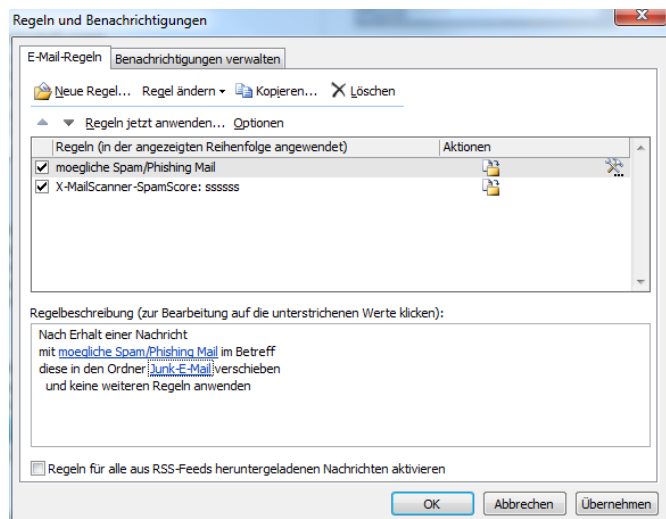 Regeln und Benachrichtigungen
E-Mail-Regeln Benachrichtigungen verwalten
Neue Regel... Regel ändern Kopieren... Löschen
Regeln jetzt anwenden... Optionen
Regeln (in der angezeigten Reihenfolge angewendet) Aktionen
moegliche Spam/Phishing Mail
X-MailScanner-SpamScore: ssssss
Regelbeschreibung (zur Bearbeitung auf die unterstrichenen Werte klicken):
Nach Erhalt einer Nachricht
mit moegliche Spam/Phishing Mail im Betreff
diese in den Ordner Junk-E-Mail verschieben
und keine weiteren Regeln anwenden
Regeln für alle aus RSS-Feeds heruntergeladenen Nachrichten aktivieren
OK Abbrechen Übernehmen